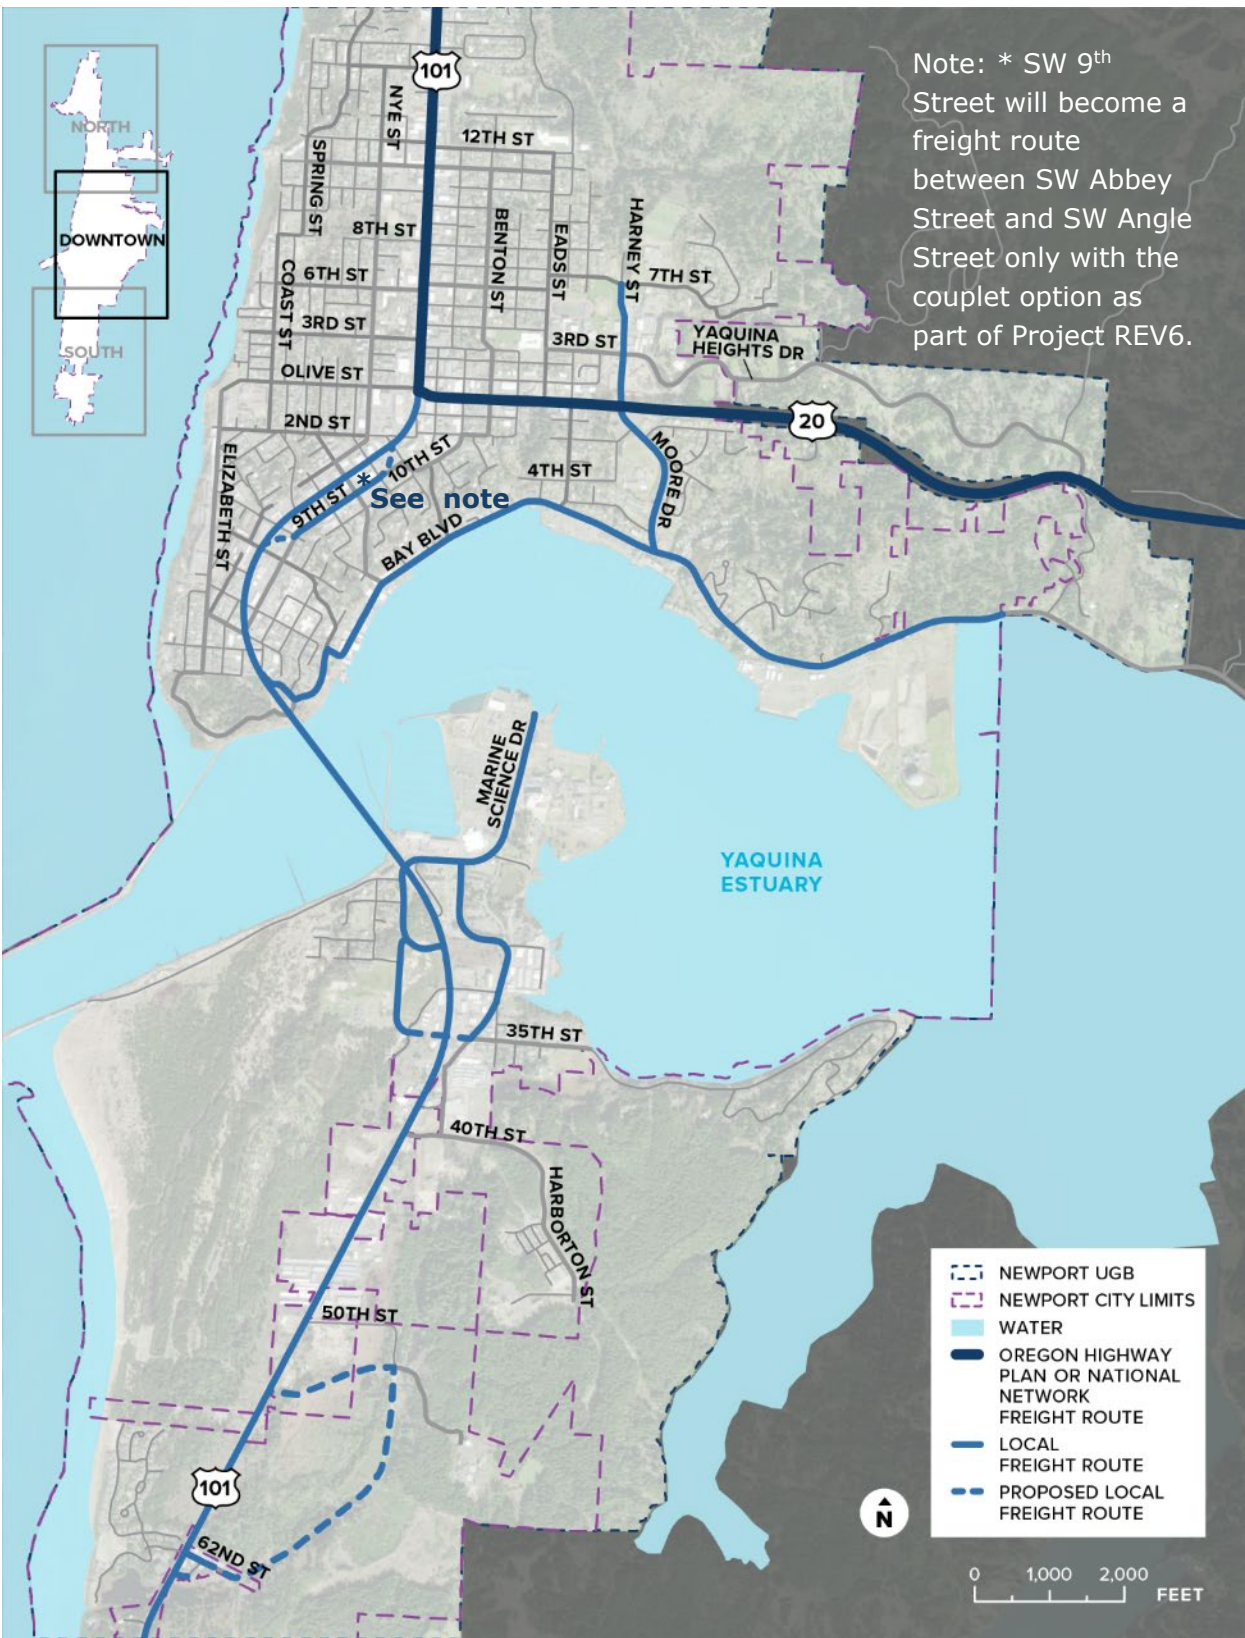 NORTH
DOWNTOWN
SOUTH
Note: * SW 9th
Street will become a
freight route
between SW Abbey
Street and SW Angle
Street only with the
couplet option as
part of Project REV6.
101
NYE ST
12TH ST
SPRING ST
8TH ST
BENTON ST
EADS ST
HARNEY ST
COAST ST
6TH ST
7TH ST
3RD ST
3RD ST
YAQUINA
HEIGHTS DR
OLIVE ST
20
2ND ST
ELIZABETH ST
9TH ST
*
10TH ST
4TH ST
MOORE DR
See note
BAY BLVD
MARINE
SCIENCE DR
YAQUINA
ESTUARY
35TH ST
40TH ST
HARBORTON ST
50TH ST
101
62ND ST
NEWPORT UGB
NEWPORT CITY LIMITS
WATER
OREGON HIGHWAY
PLAN OR NATIONAL
NETWORK
FREIGHT ROUTE
LOCAL
FREIGHT ROUTE
PROPOSED LOCAL
FREIGHT ROUTE
N
0 1,000 2,000
FEET